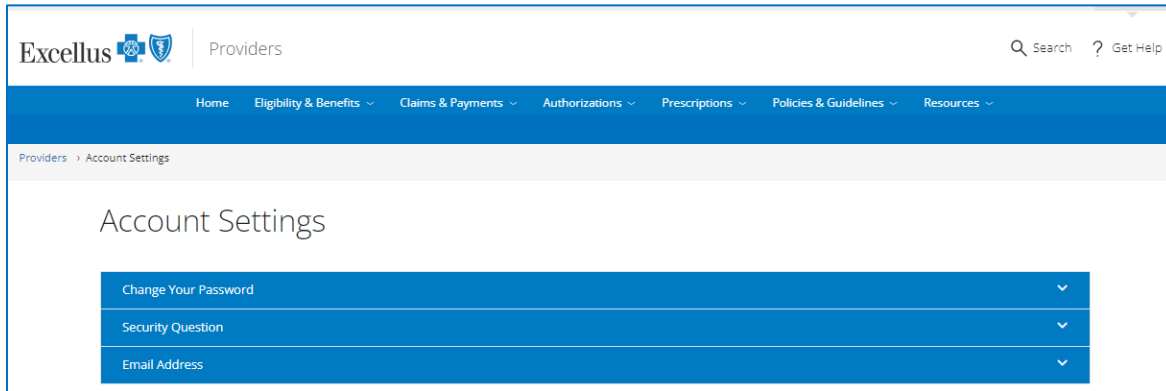 Excellus Providers Search ? Get Help
Home Eligibility & Benefits Claims & Payments Authorizations Prescriptions Policies & Guidelines Resources
Providers › Account Settings
Account Settings
Change Your Password
Security Question
Email Address